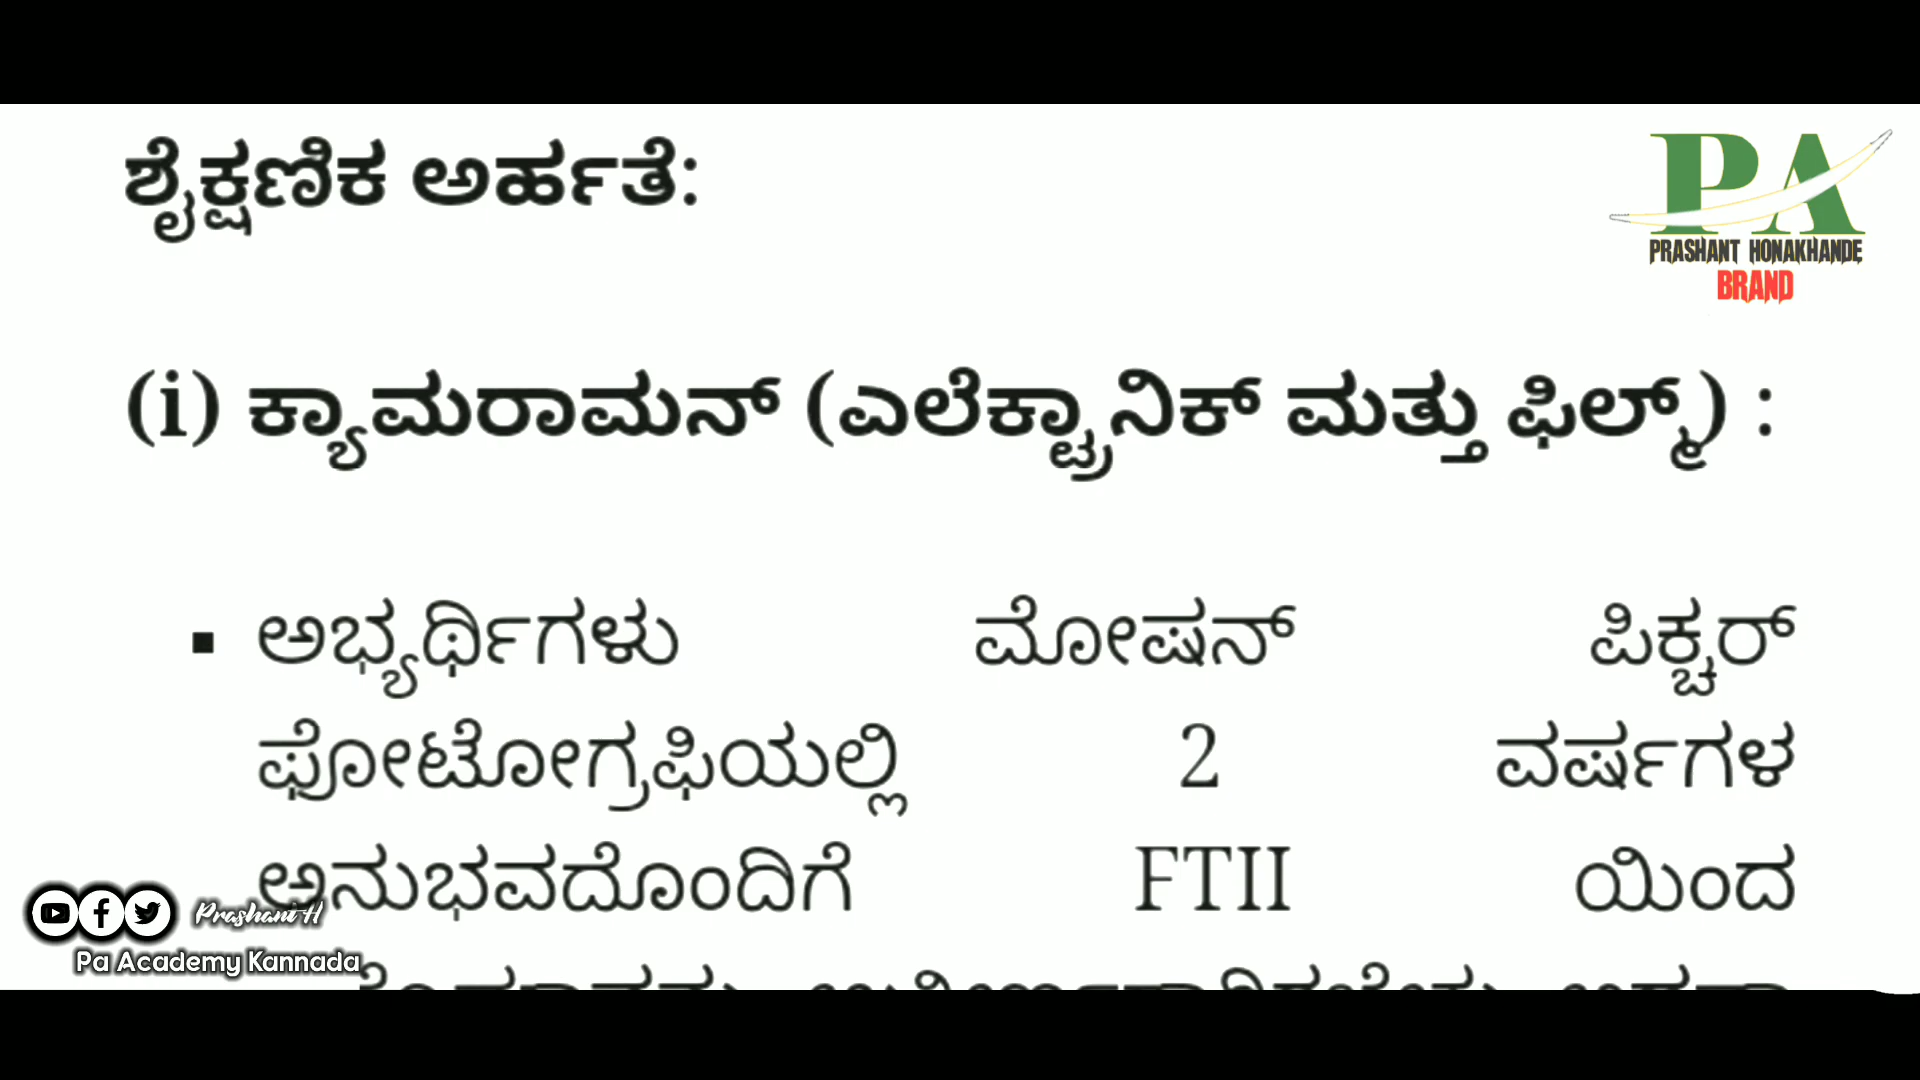 ಶೈಕ್ಷಣಿಕ ಅರ್ಹತೆ:
PA
PRASHANT HONAKHANDE
BRAND
(i) ಕ್ಯಾಮರಾಮನ್ (ಎಲೆಕ್ಟ್ರಾನಿಕ್ ಮತ್ತು ಫಿಲ್ಮ್) :
▪ ಅಭ್ಯರ್ಥಿಗಳು ಮೋಷನ್ ಪಿಕ್ಚರ್
ಫೋಟೋಗ್ರಫಿಯಲ್ಲಿ 2 ವರ್ಷಗಳ
ಅನುಭವದೊಂದಿಗೆ FTII ಯಿಂದ
Prashant H
Pa Academy Kannada